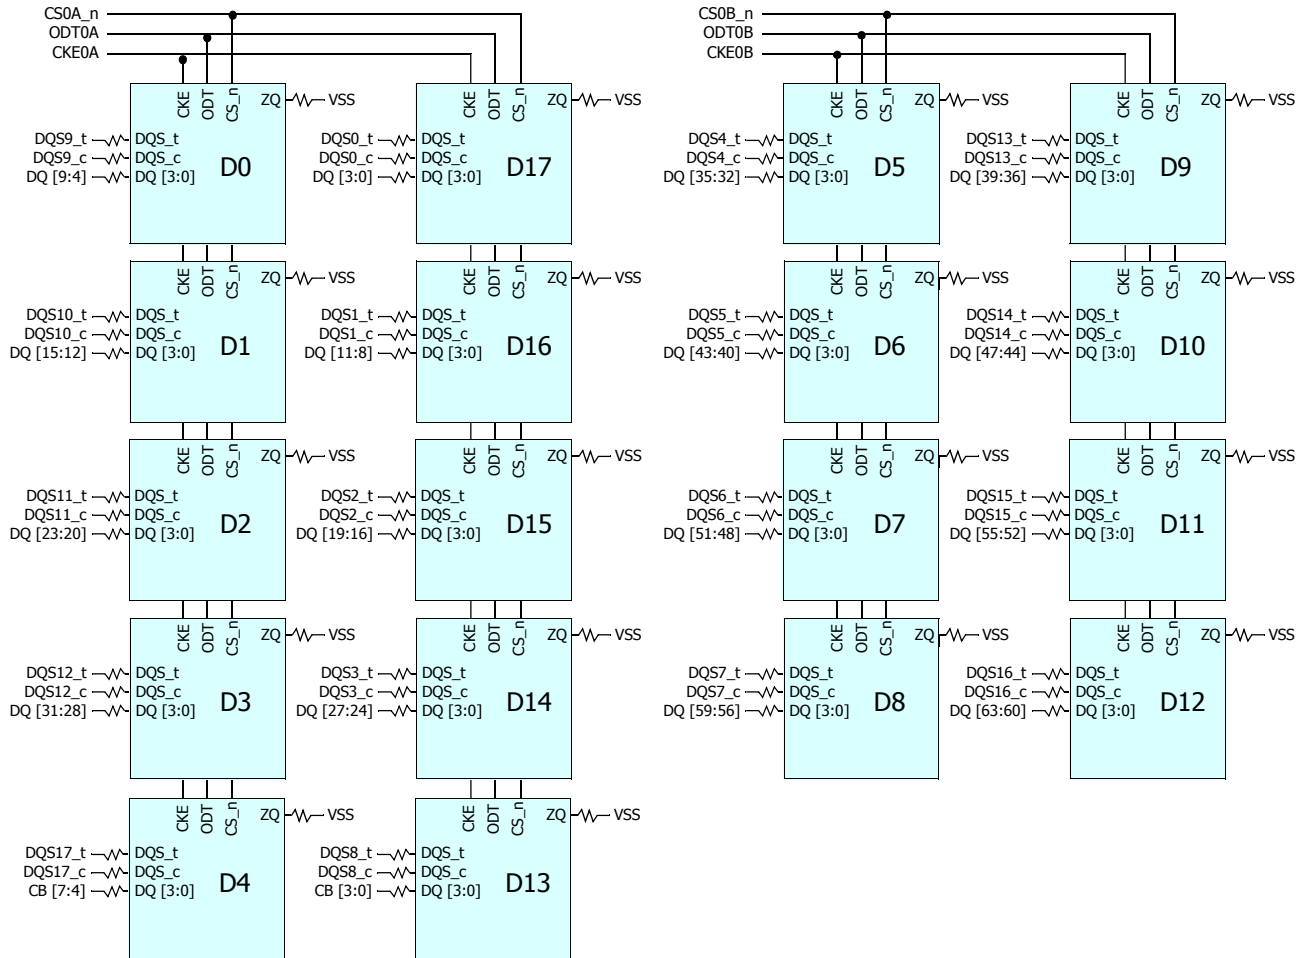 CS0A_n
ODT0A
CKE0A
CS0B_n
ODT0B
CKE0B
CKE ODT CS_n ZQ VSS
DQS9_t DQS_t
DQS9_c DQS_c
DQ [9:4] DQ [3:0]
D0
CKE ODT CS_n ZQ VSS
DQS0_t DQS_t
DQS0_c DQS_c
DQ [3:0] DQ [3:0]
D17
CKE ODT CS_n ZQ VSS
DQS4_t DQS_t
DQS4_c DQS_c
DQ [35:32] DQ [3:0]
D5
CKE ODT CS_n ZQ VSS
DQS13_t DQS_t
DQS13_c DQS_c
DQ [39:36] DQ [3:0]
D9
CKE ODT CS_n ZQ VSS
DQS10_t DQS_t
DQS10_c DQS_c
DQ [15:12] DQ [3:0]
D1
CKE ODT CS_n ZQ VSS
DQS1_t DQS_t
DQS1_c DQS_c
DQ [11:8] DQ [3:0]
D16
CKE ODT CS_n ZQ VSS
DQS5_t DQS_t
DQS5_c DQS_c
DQ [43:40] DQ [3:0]
D6
CKE ODT CS_n ZQ VSS
DQS14_t DQS_t
DQS14_c DQS_c
DQ [47:44] DQ [3:0]
D10
CKE ODT CS_n ZQ VSS
DQS11_t DQS_t
DQS11_c DQS_c
DQ [23:20] DQ [3:0]
D2
CKE ODT CS_n ZQ VSS
DQS2_t DQS_t
DQS2_c DQS_c
DQ [19:16] DQ [3:0]
D15
CKE ODT CS_n ZQ VSS
DQS6_t DQS_t
DQS6_c DQS_c
DQ [51:48] DQ [3:0]
D7
CKE ODT CS_n ZQ VSS
DQS15_t DQS_t
DQS15_c DQS_c
DQ [55:52] DQ [3:0]
D11
CKE ODT CS_n ZQ VSS
DQS12_t DQS_t
DQS12_c DQS_c
DQ [31:28] DQ [3:0]
D3
CKE ODT CS_n ZQ VSS
DQS3_t DQS_t
DQS3_c DQS_c
DQ [27:24] DQ [3:0]
D14
CKE ODT CS_n ZQ VSS
DQS7_t DQS_t
DQS7_c DQS_c
DQ [59:56] DQ [3:0]
D8
CKE ODT CS_n ZQ VSS
DQS16_t DQS_t
DQS16_c DQS_c
DQ [63:60] DQ [3:0]
D12
CKE ODT CS_n ZQ VSS
DQS17_t DQS_t
DQS17_c DQS_c
CB [7:4] DQ [3:0]
D4
CKE ODT CS_n ZQ VSS
DQS8_t DQS_t
DQS8_c DQS_c
CB [3:0] DQ [3:0]
D13